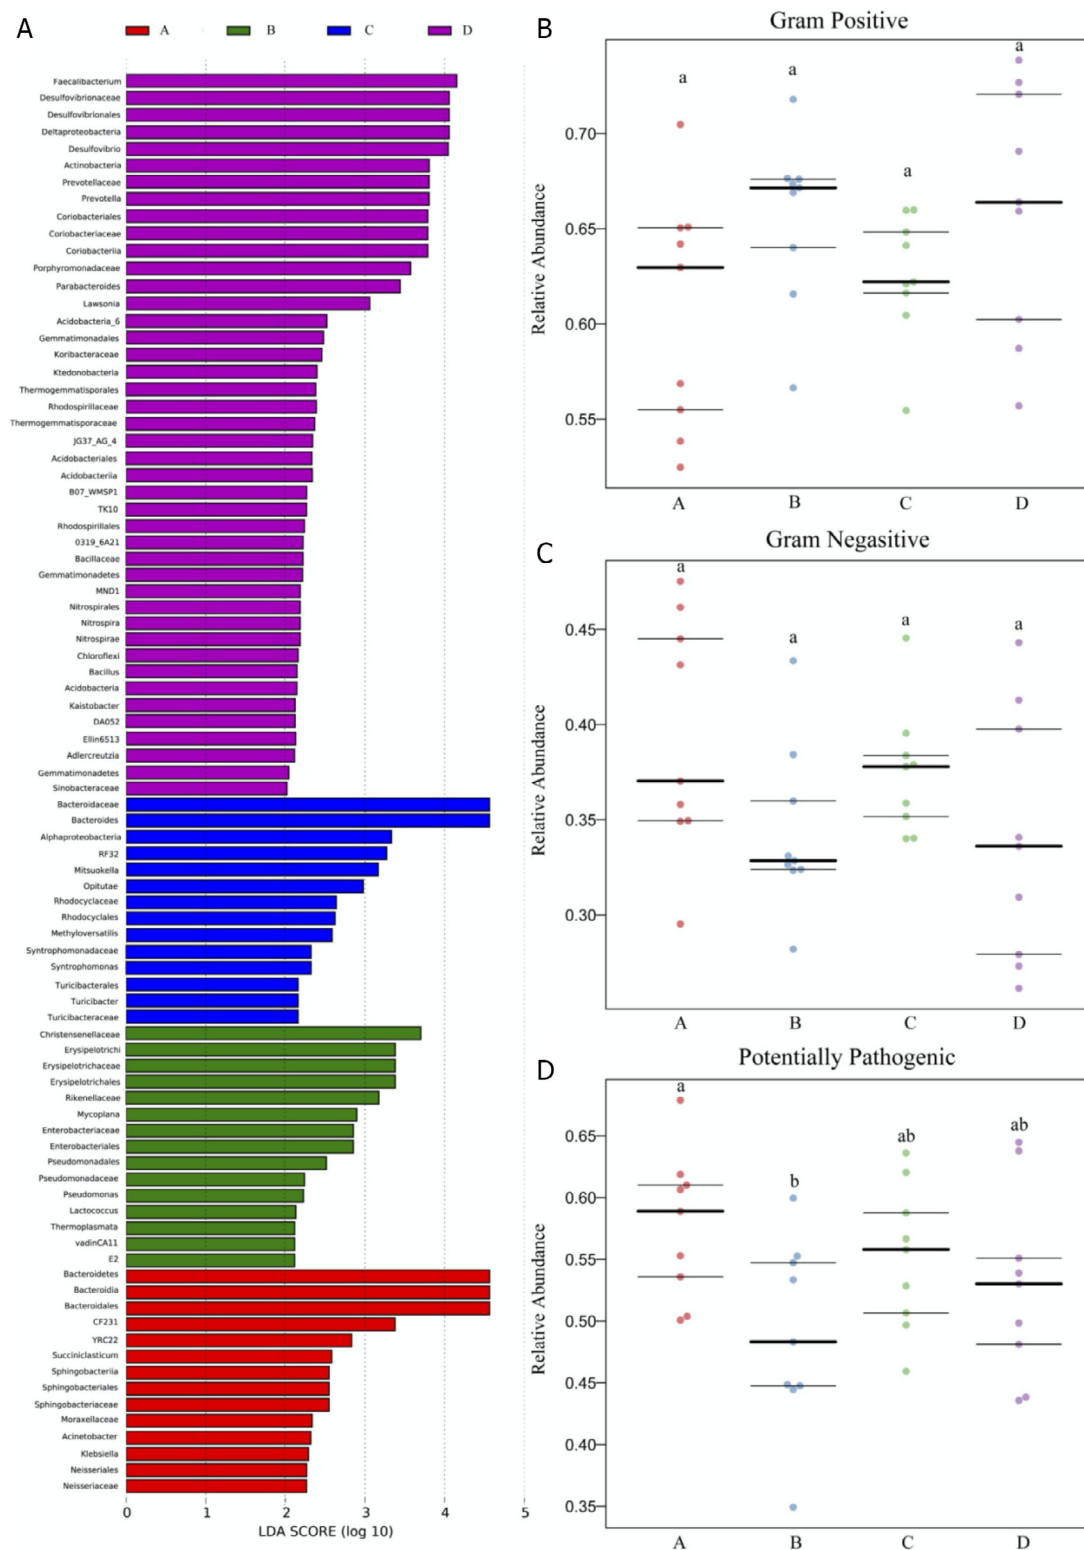 A
A B C D
Faecalibacterium
Desulfovibrionaceae
Desulfovibrionales
Deltaproteobacteria
Desulfovibrio
Actinobacteria
Prevotellaceae
Prevotella
Coriobacteriales
Coriobacteriaceae
Coriobacteriia
Porphyromonadaceae
Parabacteroides
Lawsonia
Acidobacteria_6
Gemmatimonadales
Koribacteraceae
Ktedonobacteria
Thermogemmatisporales
Rhodospirillaceae
Thermogemmatisporaceae
JG37_AG_4
Acidobacteriales
Acidobacteriia
B07_WMSP1
TK10
Rhodospirillales
0319_6A21
Bacillaceae
Gemmatimonadetes
MND1
Nitrospirales
Nitrospira
Nitrospirae
Chloroflexi
Bacillus
Acidobacteria
Kaistobacter
DA052
Ellin6513
Adlercreutzia
Gemmatimonadetes
Sinobacteraceae
Bacteroidaceae
Bacteroides
Alphaproteobacteria
RF32
Mitsuokella
Opitutae
Rhodocyclaceae
Rhodocyclales
Methyloversatilis
Syntrophomonadaceae
Syntrophomonas
Turicibacterales
Turicibacter
Turicibacteraceae
Christensenellaceae
Erysipelotrichi
Erysipelotrichaceae
Erysipelotrichales
Rikenellaceae
Mycoplana
Enterobacteriaceae
Enterobacteriales
Pseudomonadales
Pseudomonadaceae
Pseudomonas
Lactococcus
Thermoplasmata
vadinCA11
E2
Bacteroidetes
Bacteroidia
Bacteroidales
CF231
YRC22
Succiniclasticum
Sphingobacteriia
Sphingobacteriales
Sphingobacteriaceae
Moraxellaceae
Acinetobacter
Klebsiella
Neisseriales
Neisseriaceae
0 1 2 3 4 5
LDA SCORE (log 10)
B
Gram Positive
Relative Abundance
0.70
0.65
0.60
0.55
a a a a
A B C D
C
Gram Negasitive
Relative Abundance
0.45
0.40
0.35
0.30
a a a a
A B C D
D
Potentially Pathogenic
Relative Abundance
0.65
0.60
0.55
0.50
0.45
0.40
0.35
a b ab ab
A B C D